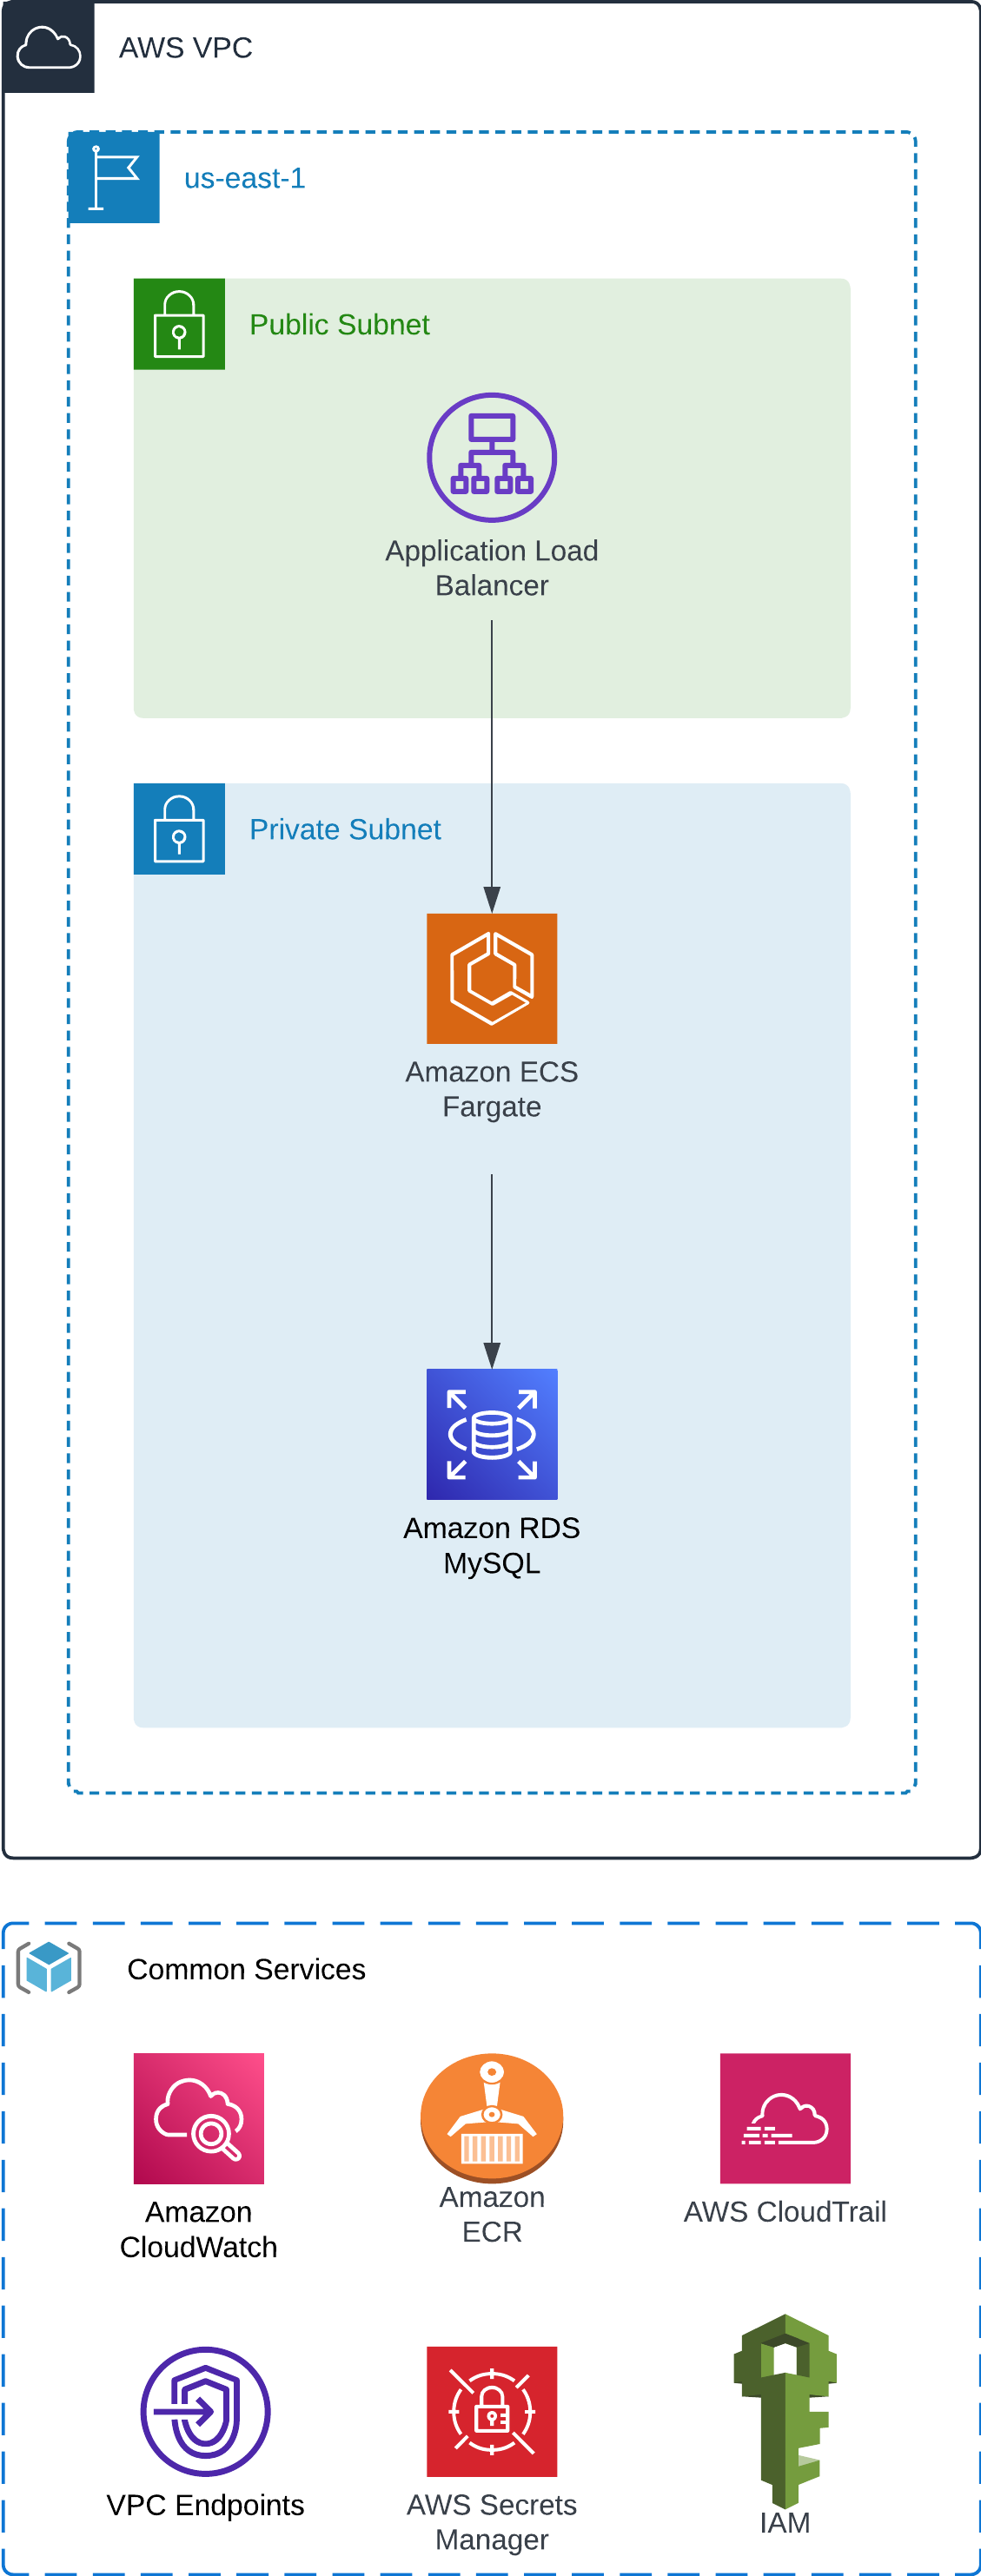 AWS VPC
us-east-1
Public Subnet
Application Load
Balancer
Private Subnet
Amazon ECS
Fargate
Amazon RDS
MySQL
Common Services
Amazon
CloudWatch
Amazon
ECR
AWS CloudTrail
VPC Endpoints
AWS Secrets
Manager
IAM